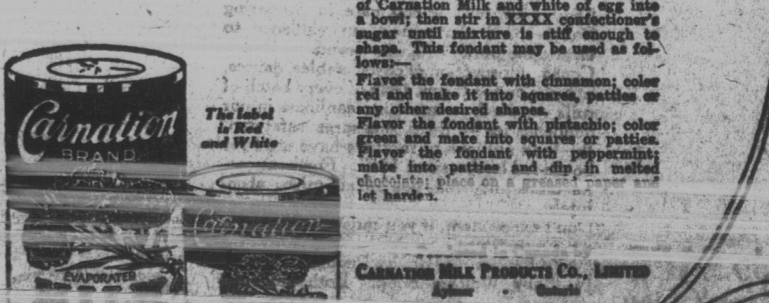 of Carnation Milk and white of egg into
a bowl; then stir in XXXX confectioner's
sugar until mixture is stiff enough to
shape. This fondant may be used as fol-
lows:—
Flavor the fondant with cinnamon; color
red and make it into squares, patties or
any other desired shapes.
Flavor the fondant with pistachio; color
green and make into squares or patties.
Flavor the fondant with peppermint;
make into patties and dip in melted
chocolate; place on a greased paper and
let harden.
Carnation
BRAND
EVAPORATED
The label
is Red
and White
Carnation
CARNATION MILK PRODUCTS CO., LIMITED
Aylmer - Ontario